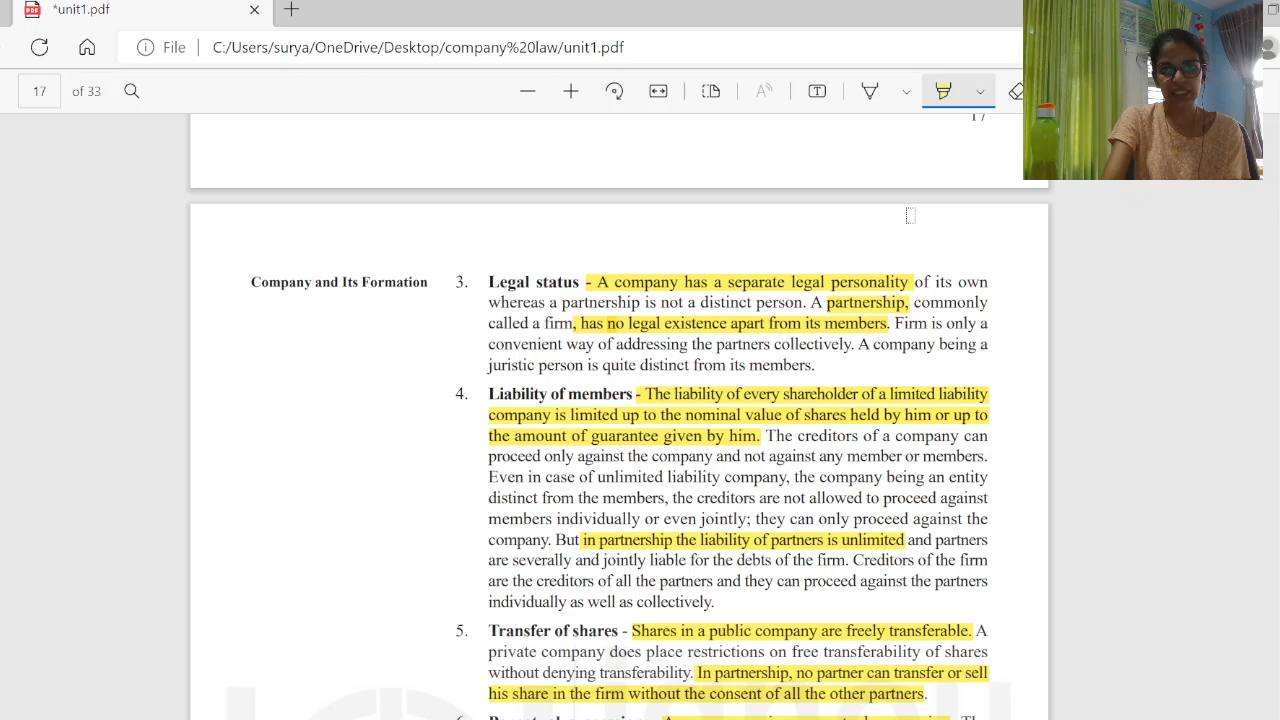 *unit1.pdf
File
C:/Users/surya/OneDrive/Desktop/company%20law/unit1.pdf
17 of 33
17
Company and Its Formation
3. Legal status - A company has a separate legal personality of its own
whereas a partnership is not a distinct person. A partnership, commonly
called a firm, has no legal existence apart from its members. Firm is only a
convenient way of addressing the partners collectively. A company being a
juristic person is quite distinct from its members.
4. Liability of members - The liability of every shareholder of a limited liability
company is limited up to the nominal value of shares held by him or up to
the amount of guarantee given by him. The creditors of a company can
proceed only against the company and not against any member or members.
Even in case of unlimited liability company, the company being an entity
distinct from the members, the creditors are not allowed to proceed against
members individually or even jointly; they can only proceed against the
company. But in partnership the liability of partners is unlimited and partners
are severally and jointly liable for the debts of the firm. Creditors of the firm
are the creditors of all the partners and they can proceed against the partners
individually as well as collectively.
5. Transfer of shares - Shares in a public company are freely transferable. A
private company does place restrictions on free transferability of shares
without denying transferability. In partnership, no partner can transfer or sell
his share in the firm without the consent of all the other partners.